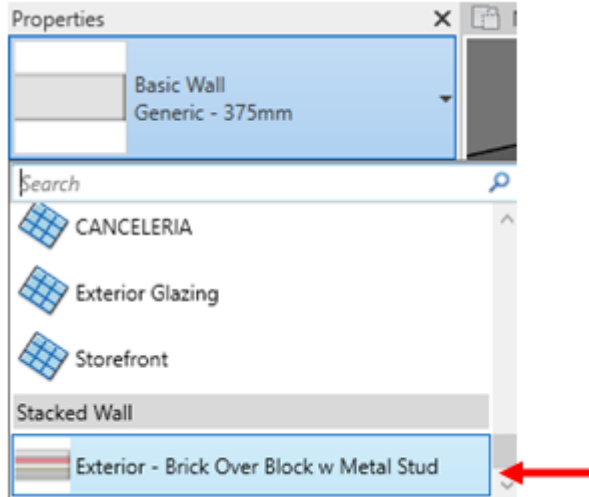 Properties
Basic Wall
Generic - 375mm
Search
CANCELERIA
Exterior Glazing
Storefront
Stacked Wall
Exterior - Brick Over Block w Metal Stud